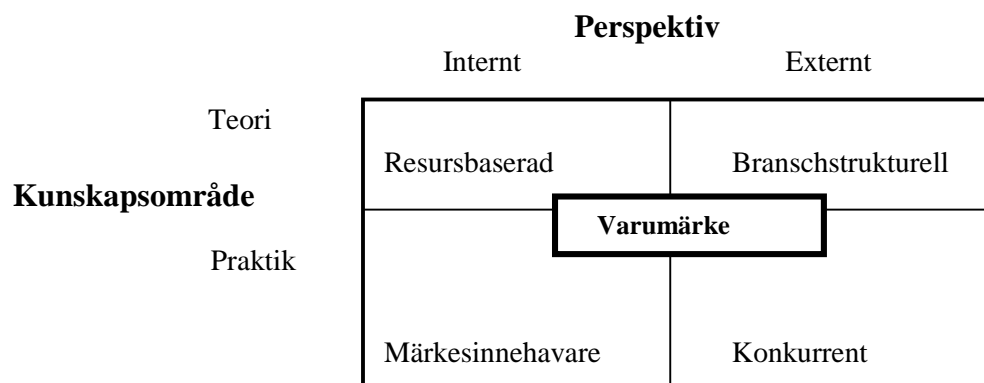 Perspektiv
Internt Externt
Teori
Resursbaserad Branschstrukturell
Kunskapsområde
Varumärke
Praktik
Märkesinnehavare Konkurrent